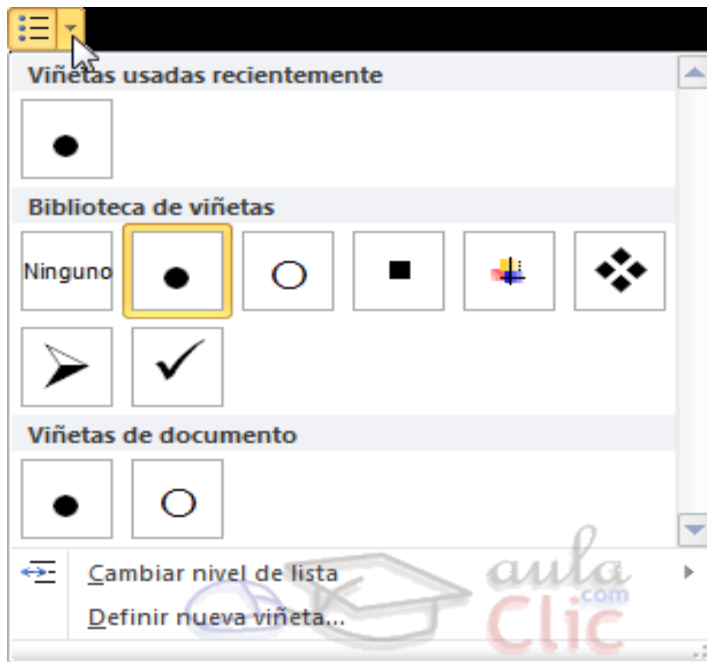 Viñetas usadas recientemente
Biblioteca de viñetas
Ninguno
Viñetas de documento
Cambiar nivel de lista
Definir nueva viñeta...
aula
.com
Clic